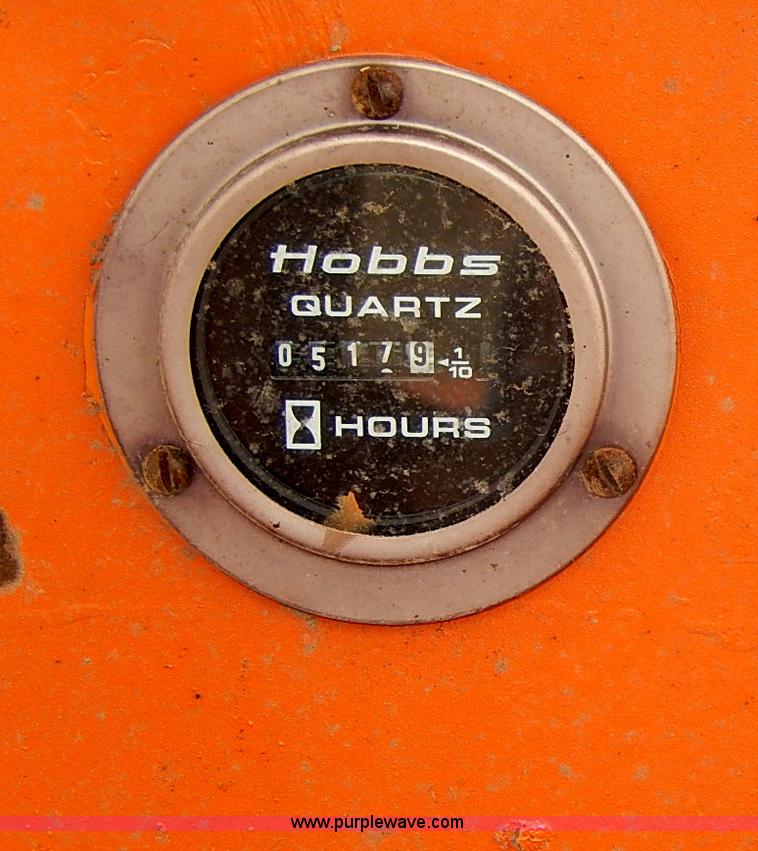 Hobbs
QUARTZ
05179 1/10
HOURS
www.purplewave.com